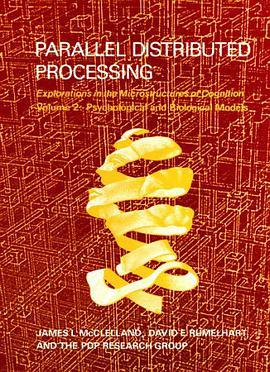 PARALLEL DISTRIBUTED
PROCESSING
Explorations in the Microstructures of Cognition
Volume 2: Psychological and Biological Models
JAMES L. McCLELLAND, DAVID E. RUMELHART,
AND THE PDP RESEARCH GROUP